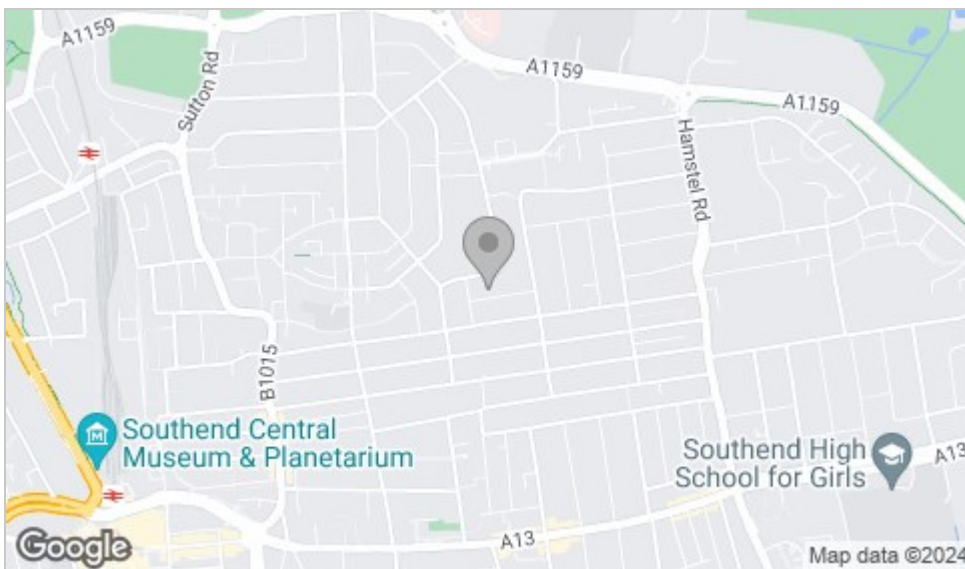 A1159
Sutton Rd
A1159
A1159
Hamstel Rd
B1015
Southend Central
Museum & Planetarium
Southend High
School for Girls
A13
A13
Google
Map data ©2024